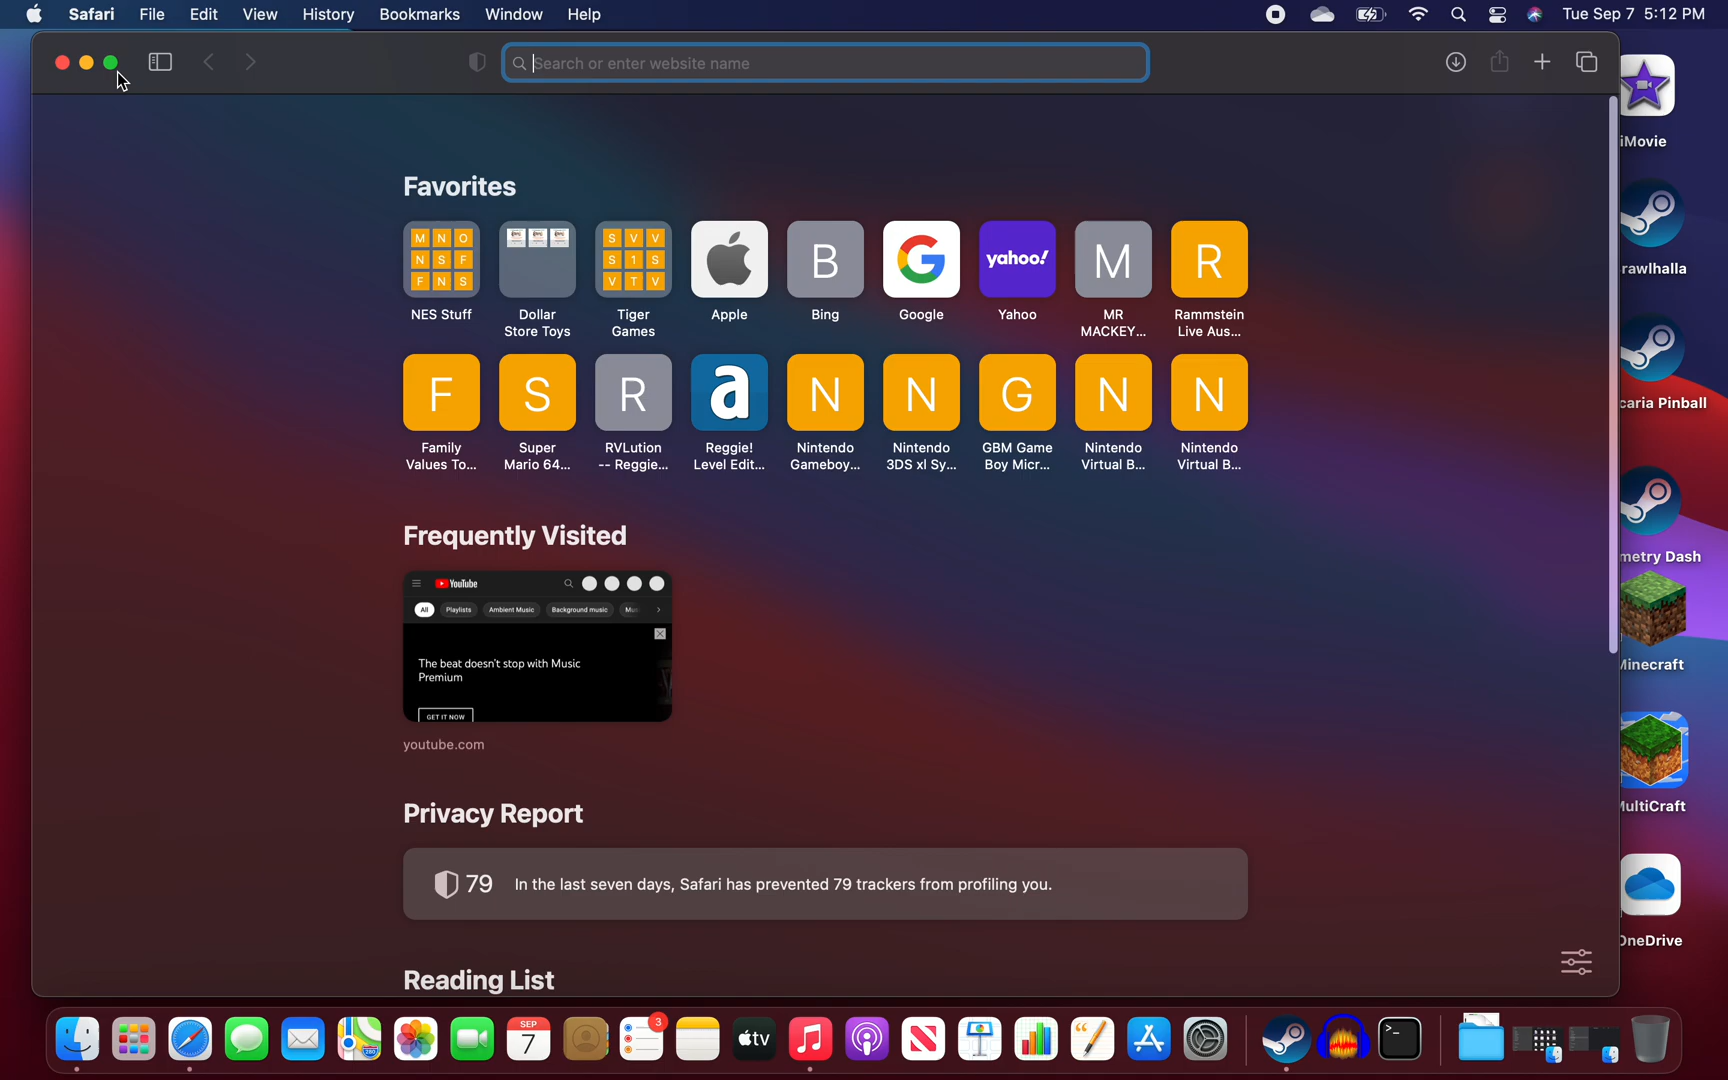 Safari File Edit View History Bookmarks Window Help Tue Sep 7 5:12 PM
Search or enter website name
iMovie
Favorites
M N O
N S F
F N S
S V V
S 1 S
V T V
B
G
yahoo!
M
R
NES Stuff
Dollar
Store Toys
Tiger
Games
Apple
Bing
Google
Yahoo
MR
MACKEY...
Rammstein
Live Aus...
rawlhalla
F
S
R
a
N
N
G
N
N
caria Pinball
Family
Values To...
Super
Mario 64...
RVLution
-- Reggie...
Reggie!
Level Edit...
Nintendo
Gameboy...
Nintendo
3DS xl Sy...
GBM Game
Boy Micr...
Nintendo
Virtual B...
Nintendo
Virtual B...
Frequently Visited
metry Dash
YouTube
All Playlists Ambient Music Background music Mu
The beat doesn't stop with Music
Premium
GET IT NOW
youtube.com
Minecraft
Privacy Report
MultiCraft
79 In the last seven days, Safari has prevented 79 trackers from profiling you.
OneDrive
Reading List
280
SEP
7
3
tv